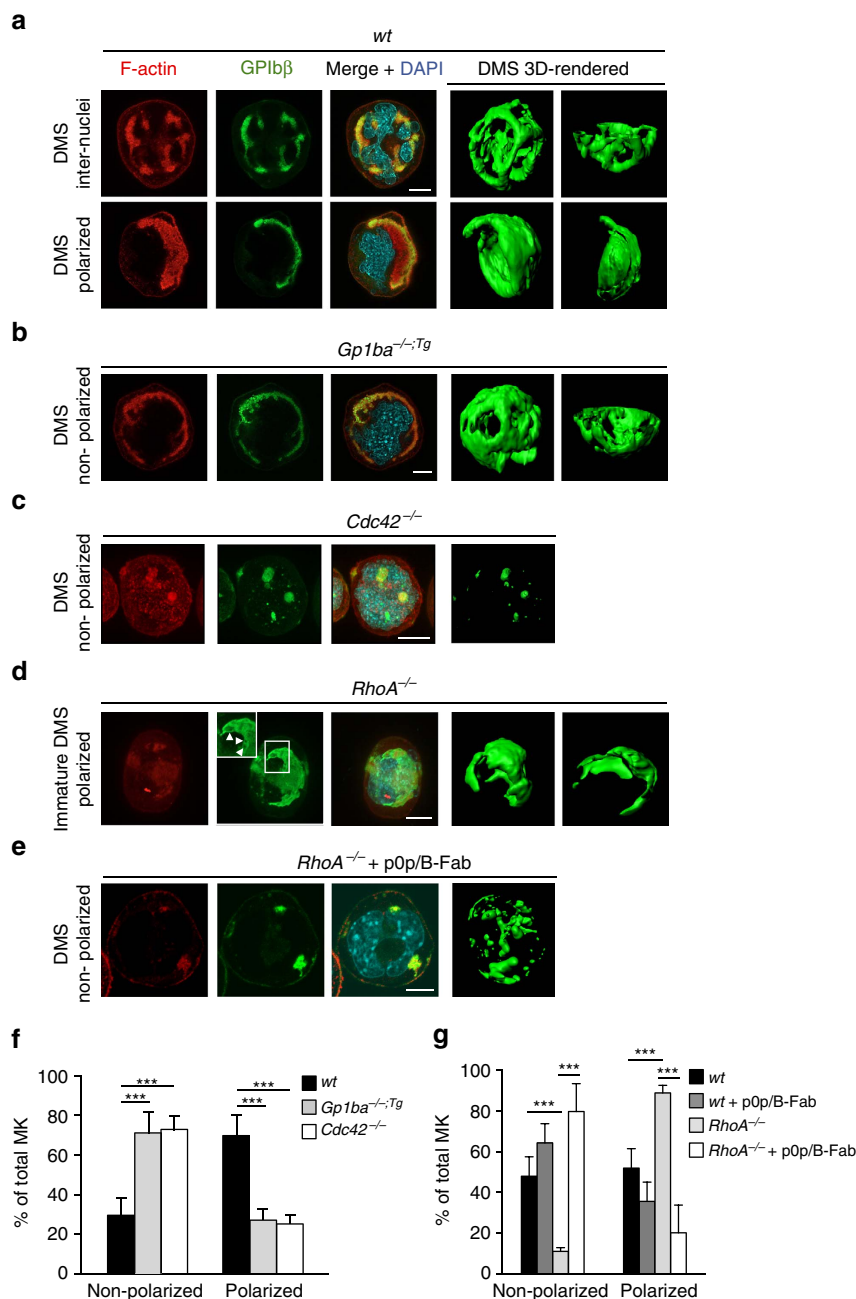 a
wt
F-actin GPIbβ Merge + DAPI DMS 3D-rendered
DMS
inter-nuclei
DMS
polarized
b
Gp1ba−/−;Tg
DMS
non- polarized
c
Cdc42−/−
DMS
non- polarized
d
RhoA−/−
Immature DMS
polarized
e
RhoA−/− + p0p/B-Fab
DMS
non- polarized
f
% of total MK
100
80
60
40
20
0
***
***
***
***
wt
Gp1ba−/−;Tg
Cdc42−/−
Non-polarized Polarized
g
% of total MK
100
80
60
40
20
0
***
***
***
***
wt
wt + p0p/B-Fab
RhoA−/−
RhoA−/− + p0p/B-Fab
Non-polarized Polarized